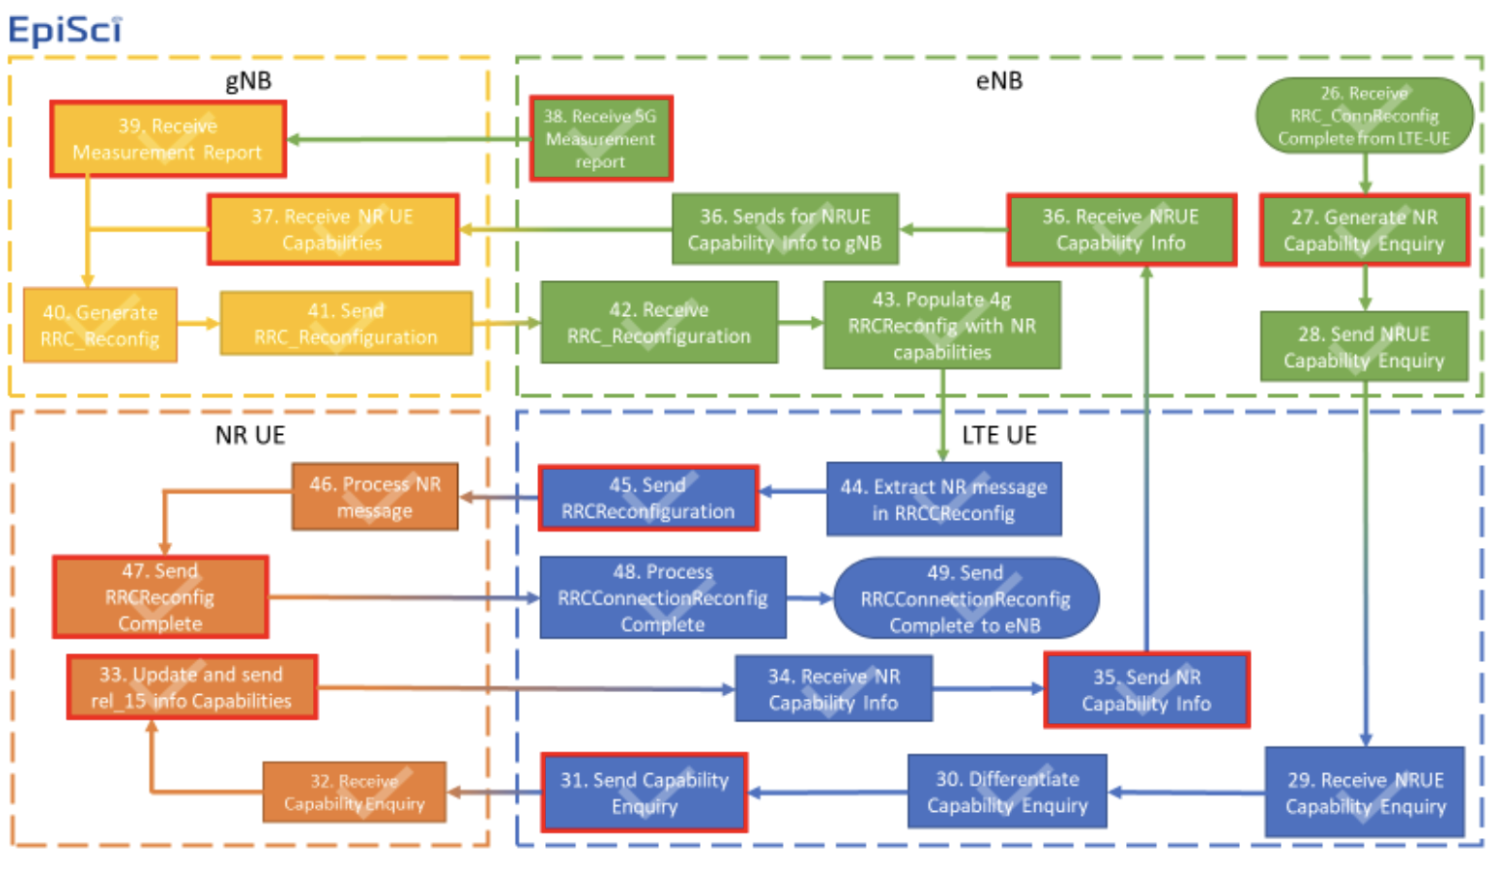 EpiSci
gNB
39. Receive
Measurement Report
37. Receive NR UE
Capabilities
40. Generate
RRC_Reconfig
41. Send
RRC_Reconfiguration
eNB
38. Receive 5G
Measurement
report
26. Receive
RRC_ConnReconfig
Complete from LTE-UE
36. Sends for NRUE
Capability Info to gNB
36. Receive NRUE
Capability Info
27. Generate NR
Capability Enquiry
42. Receive
RRC_Reconfiguration
43. Populate 4g
RRCReconfig with NR
capabilities
28. Send NRUE
Capability Enquiry
NR UE
46. Process NR
message
47. Send
RRCReconfig
Complete
33. Update and send
rel_15 info Capabilities
32. Receive
Capability Enquiry
LTE UE
45. Send
RRCReconfiguration
44. Extract NR message
in RRCCReconfig
48. Process
RRCConnectionReconfig
Complete
49. Send
RRCConnectionReconfig
Complete to eNB
34. Receive NR
Capability Info
35. Send NR
Capability Info
31. Send Capability
Enquiry
30. Differentiate
Capability Enquiry
29. Receive NRUE
Capability Enquiry